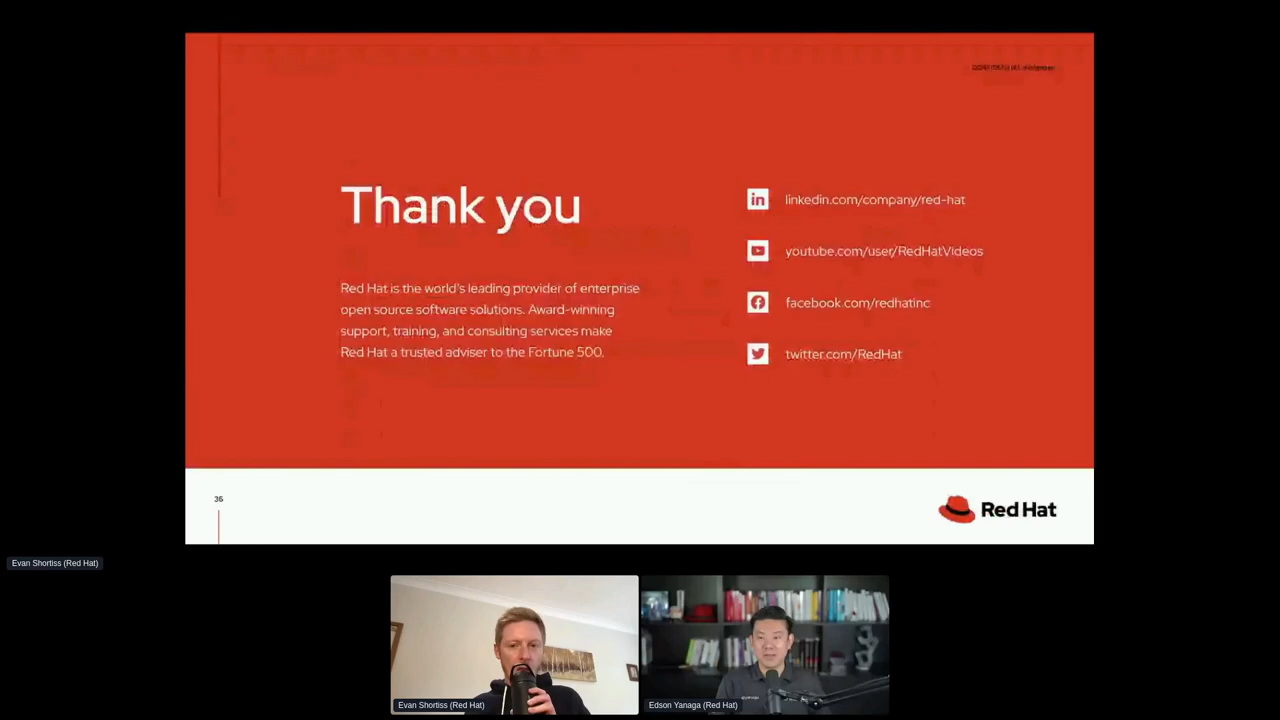 Thank you
Red Hat is the world's leading provider of enterprise
open source software solutions. Award-winning
support, training, and consulting services make
Red Hat a trusted adviser to the Fortune 500.
linkedin.com/company/red-hat
youtube.com/user/RedHatVideos
facebook.com/redhatinc
twitter.com/RedHat
36
Red Hat
Evan Shortiss (Red Hat)
Evan Shortiss (Red Hat)
Edson Yanaga (Red Hat)